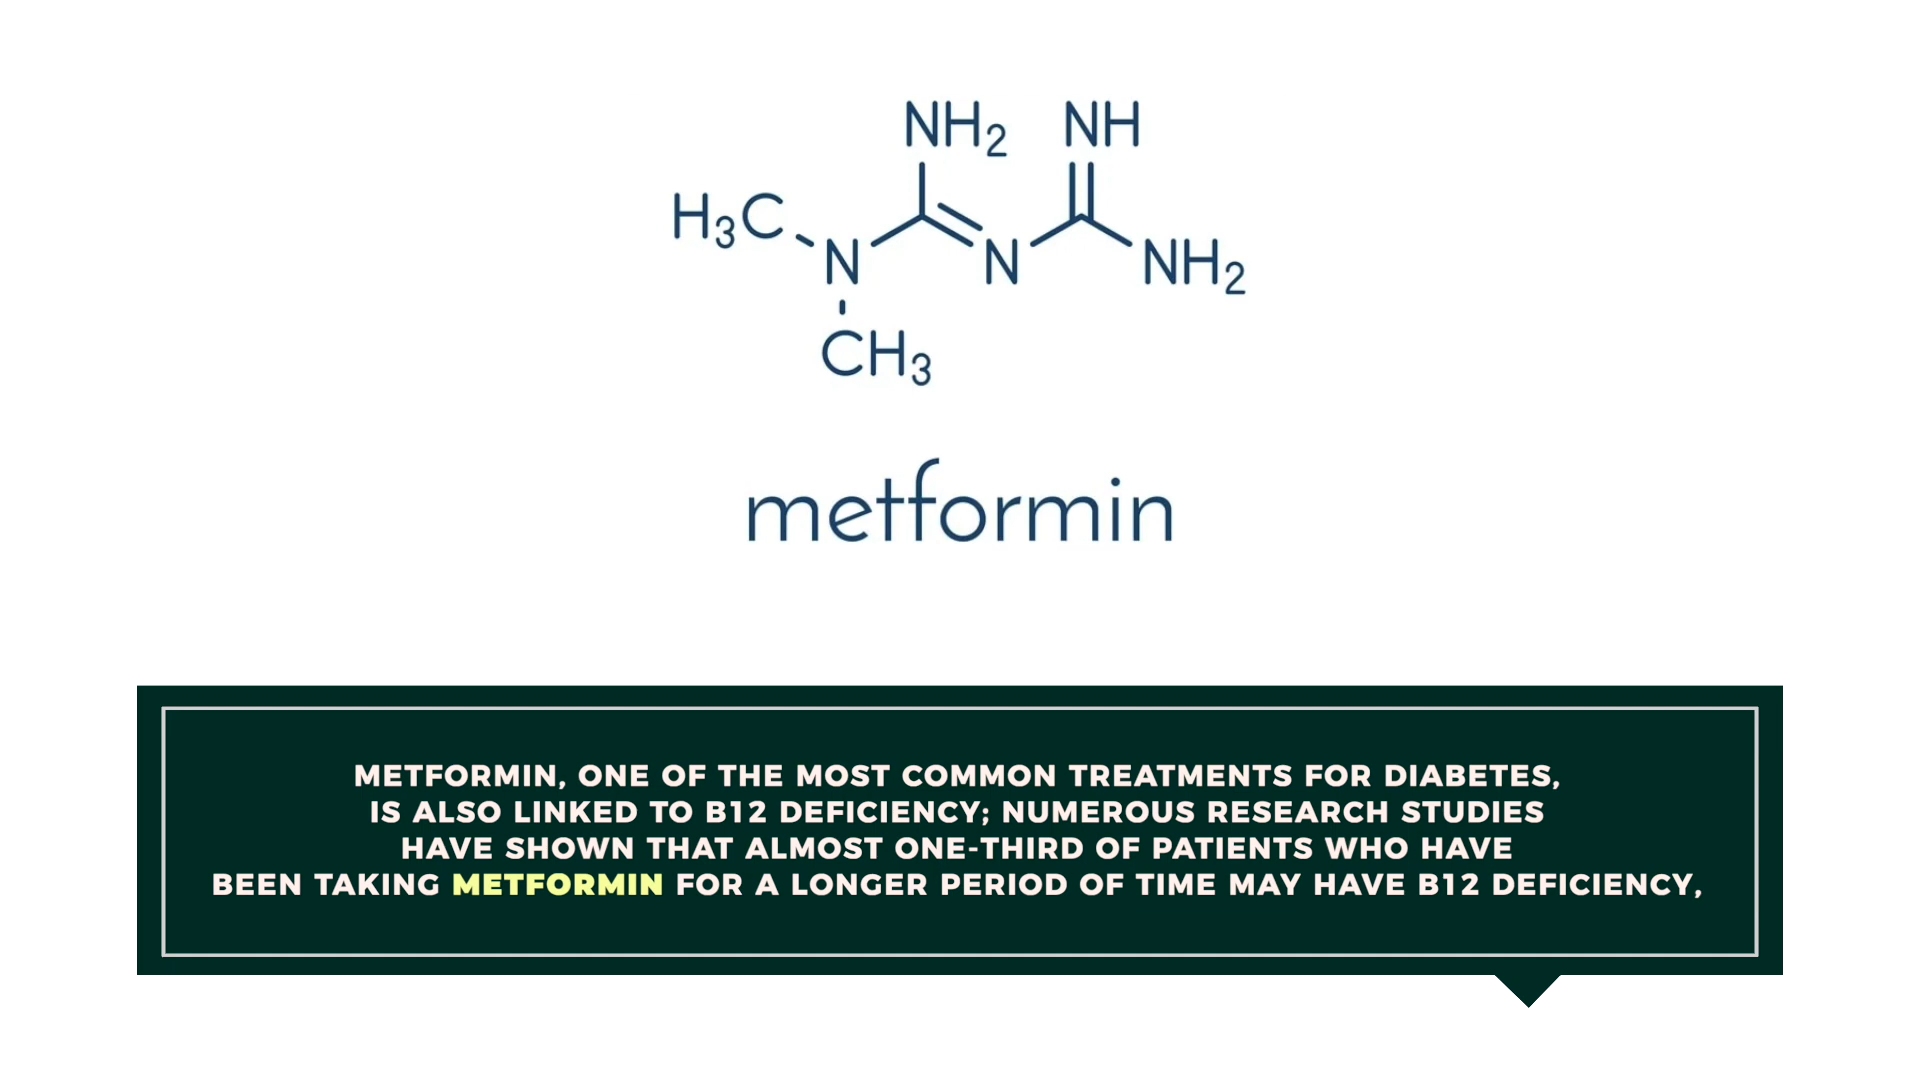 NH2 NH
H3C
N N NH2
CH3
metformin
METFORMIN, ONE OF THE MOST COMMON TREATMENTS FOR DIABETES,
IS ALSO LINKED TO B12 DEFICIENCY; NUMEROUS RESEARCH STUDIES
HAVE SHOWN THAT ALMOST ONE-THIRD OF PATIENTS WHO HAVE
BEEN TAKING METFORMIN FOR A LONGER PERIOD OF TIME MAY HAVE B12 DEFICIENCY,